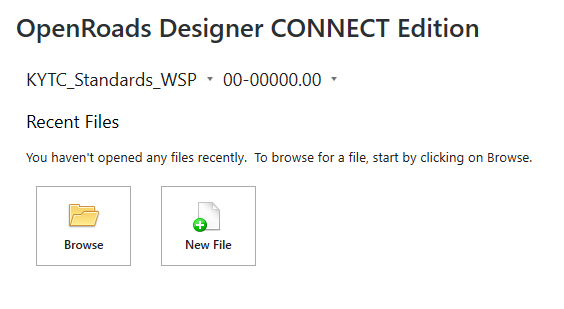 OpenRoads Designer CONNECT Edition
KYTC_Standards_WSP 00-00000.00
Recent Files
You haven't opened any files recently. To browse for a file, start by clicking on Browse.
Browse New File